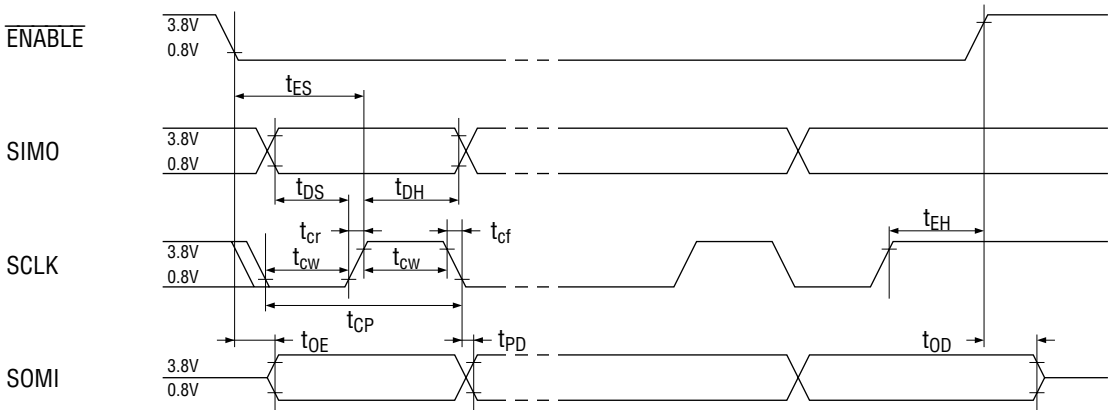 ENABLE
3.8V
0.8V
tES
SIMO
3.8V
0.8V
tDS
tDH
tcr
tcf
tEH
SCLK
3.8V
0.8V
tcw
tcw
tCP
tOE
tPD
tOD
SOMI
3.8V
0.8V